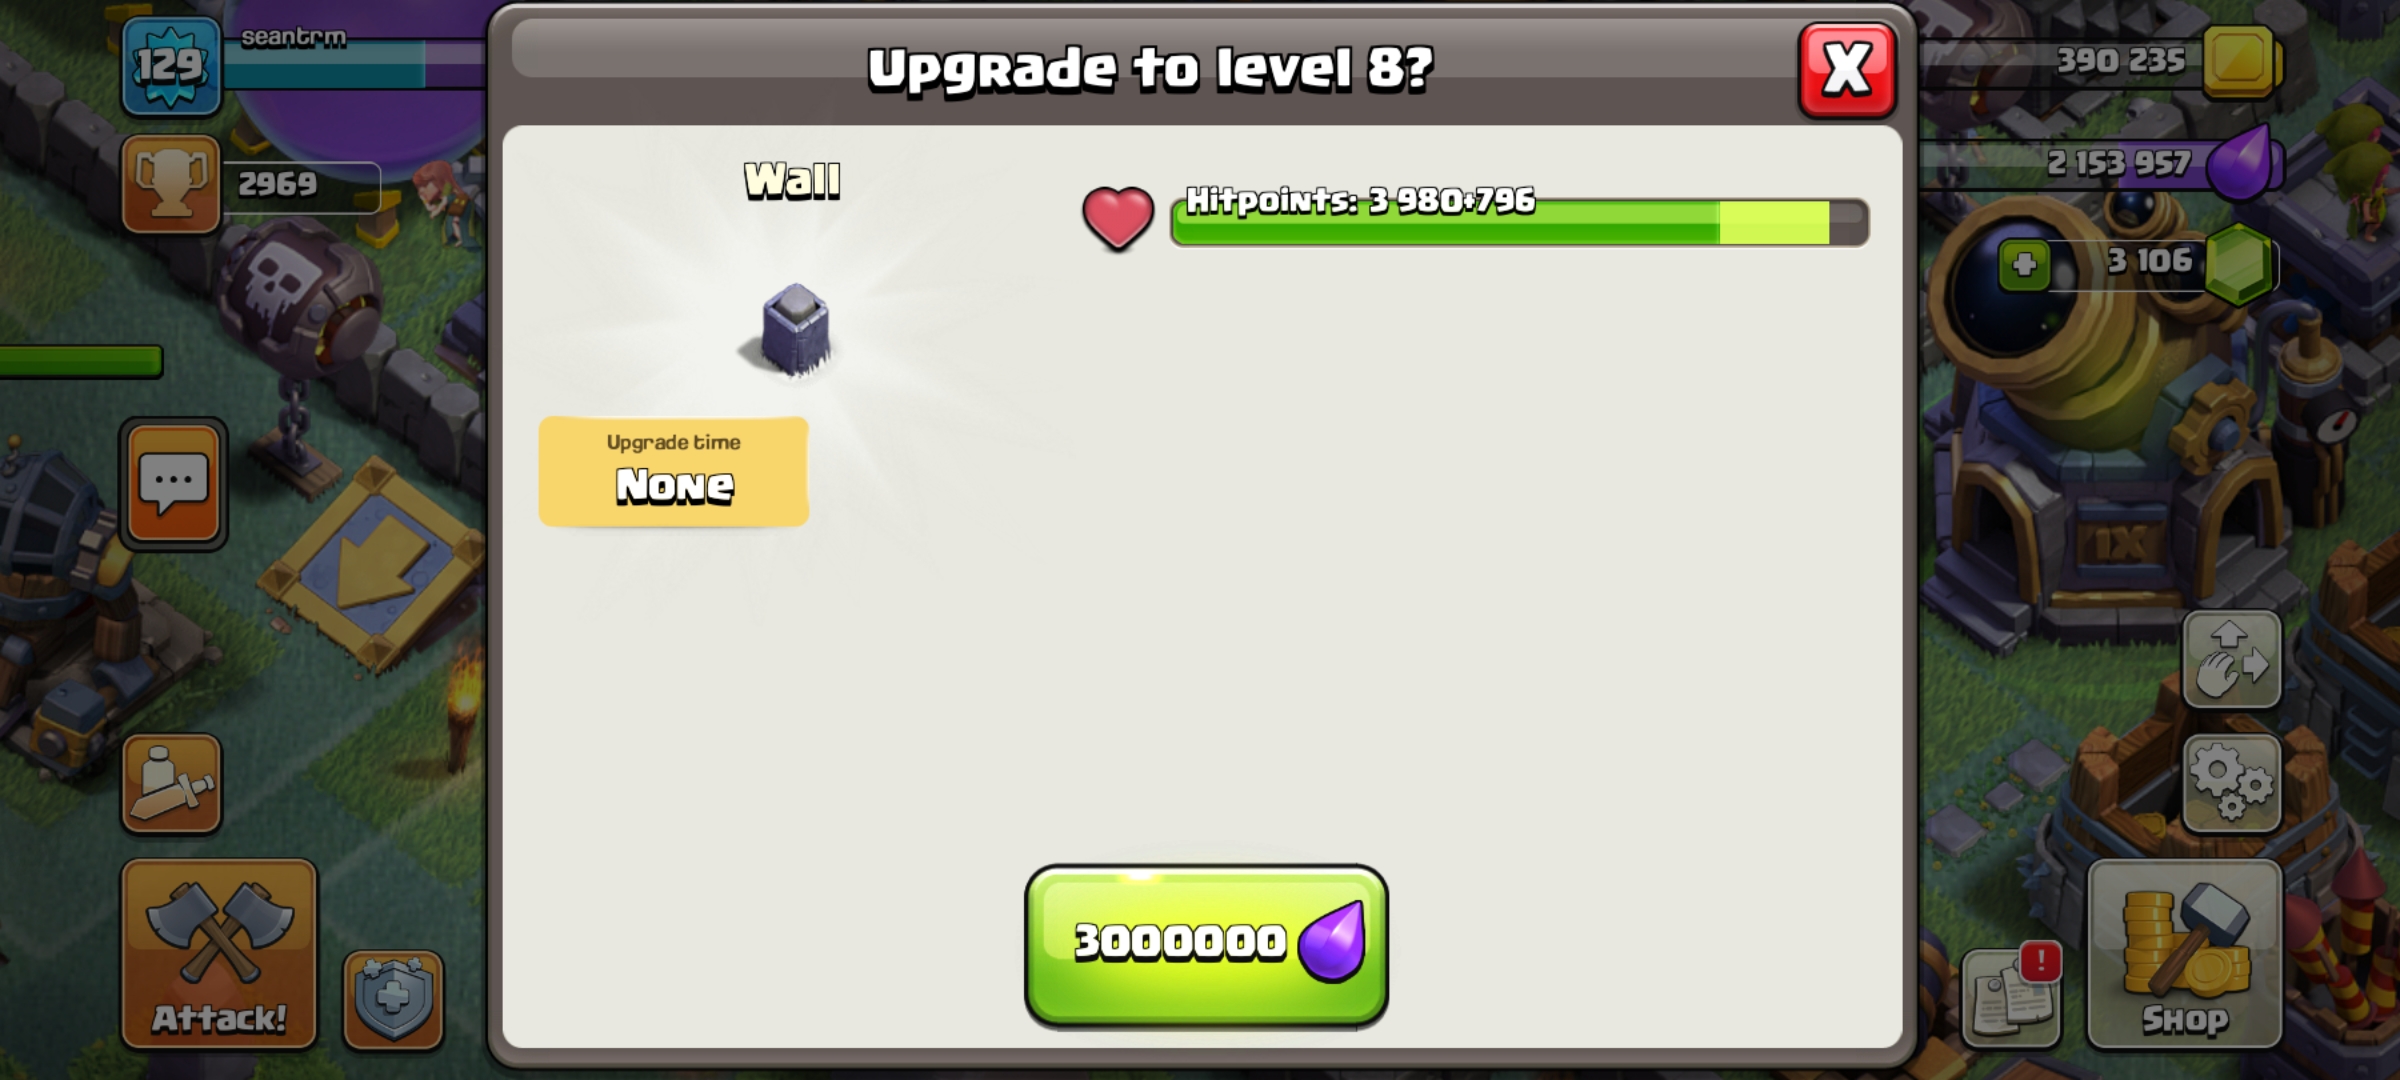 129
seantrm
2969
Upgrade to level 8?
X
390 235
2 153 957
3 106
Wall
Hitpoints: 3 980+796
Upgrade time
None
IX
3000000
Attack!
!
Shop